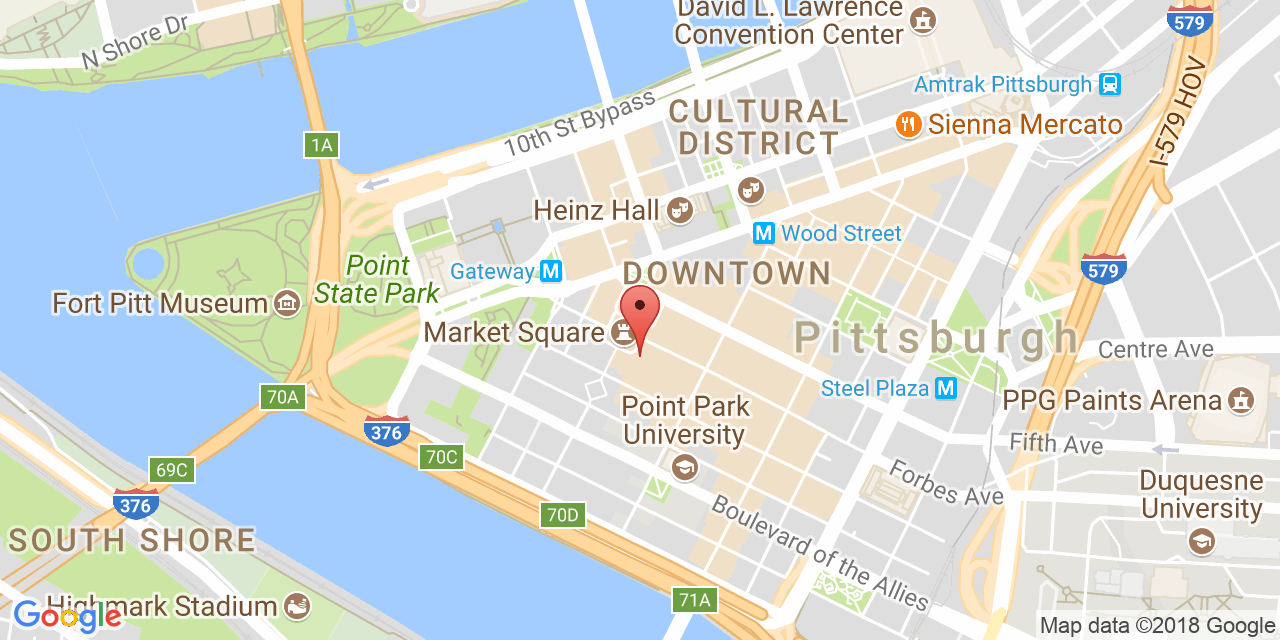 David L. Lawrence
Convention Center
579
N Shore Dr
I-579 HOV
Amtrak Pittsburgh
10th St Bypass
CULTURAL
DISTRICT
Sienna Mercato
1A
Heinz Hall
M Wood Street
Gateway M
DOWNTOWN
579
Point
State Park
Fort Pitt Museum
Market Square
Pittsburgh
Centre Ave
Steel Plaza M
PPG Paints Arena
70A
Point Park
University
376
Fifth Ave
70C
69C
Forbes Ave
Duquesne
University
376
70D
Boulevard of the Allies
SOUTH SHORE
71A
Highmark Stadium
Google
Map data ©2018 Google